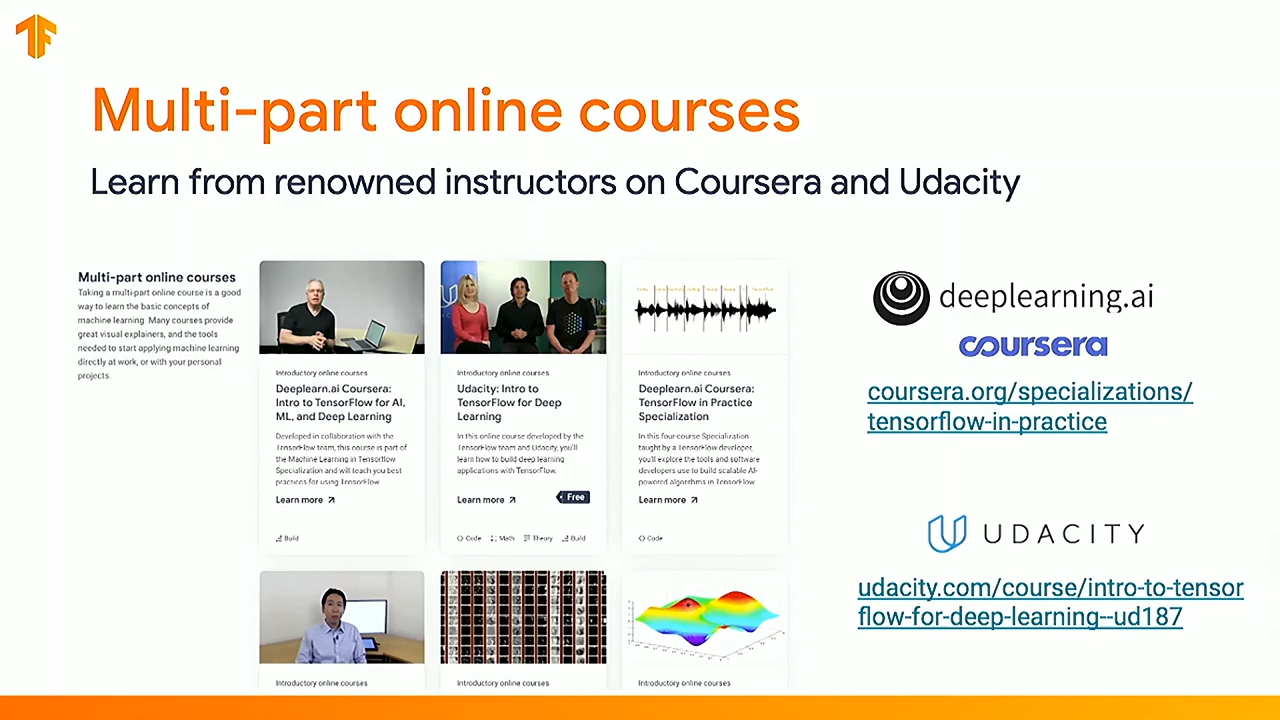 Multi-part online courses
Learn from renowned instructors on Coursera and Udacity
Multi-part online courses
Taking a multi-part online course is a good
way to learn the basic concepts of
machine learning. Many courses provide
great visual explainers, and the tools
needed to start applying machine learning
directly at work, or with your personal
projects.
Introductory online courses
Deeplearn.ai Coursera:
Intro to TensorFlow for AI,
ML, and Deep Learning
Developed in collaboration with the
TensorFlow team, this course is part of
the Machine Learning in Tensorflow
Specialization and will teach you best
practices for using TensorFlow
Learn more
Build
Introductory online courses
Udacity: Intro to
TensorFlow for Deep
Learning
In this online course developed by the
TensorFlow team and Udacity, you'll
learn how to build deep learning
applications with TensorFlow.
Learn more
Free
Code Math Theory Build
Introductory online courses
Deeplearn.ai Coursera:
TensorFlow in Practice
Specialization
In this four-course Specialization
taught by a TensorFlow developer,
you'll explore the tools and software
developers use to build scalable AI-
powered algorithms in TensorFlow
Learn more
Code
Introductory online courses
Introductory online courses
Introductory online courses
deeplearning.ai
coursera
coursera.org/specializations/
tensorflow-in-practice
UDACITY
udacity.com/course/intro-to-tensor
flow-for-deep-learning--ud187